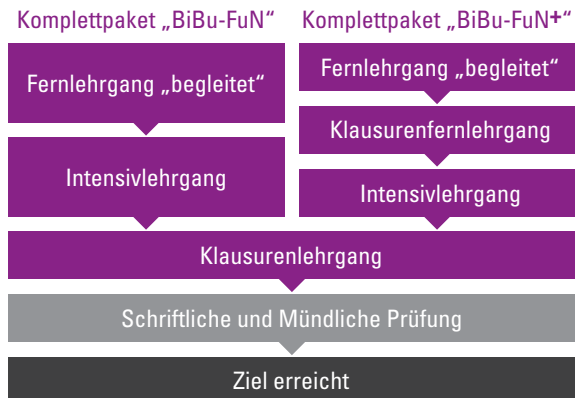 Komplettpaket „BiBu-FuN“
Komplettpaket „BiBu-FuN+“
Fernlehrgang „begleitet“
Intensivlehrgang
Fernlehrgang „begleitet“
Klausurenfernlehrgang
Intensivlehrgang
Klausurenlehrgang
Schriftliche und Mündliche Prüfung
Ziel erreicht